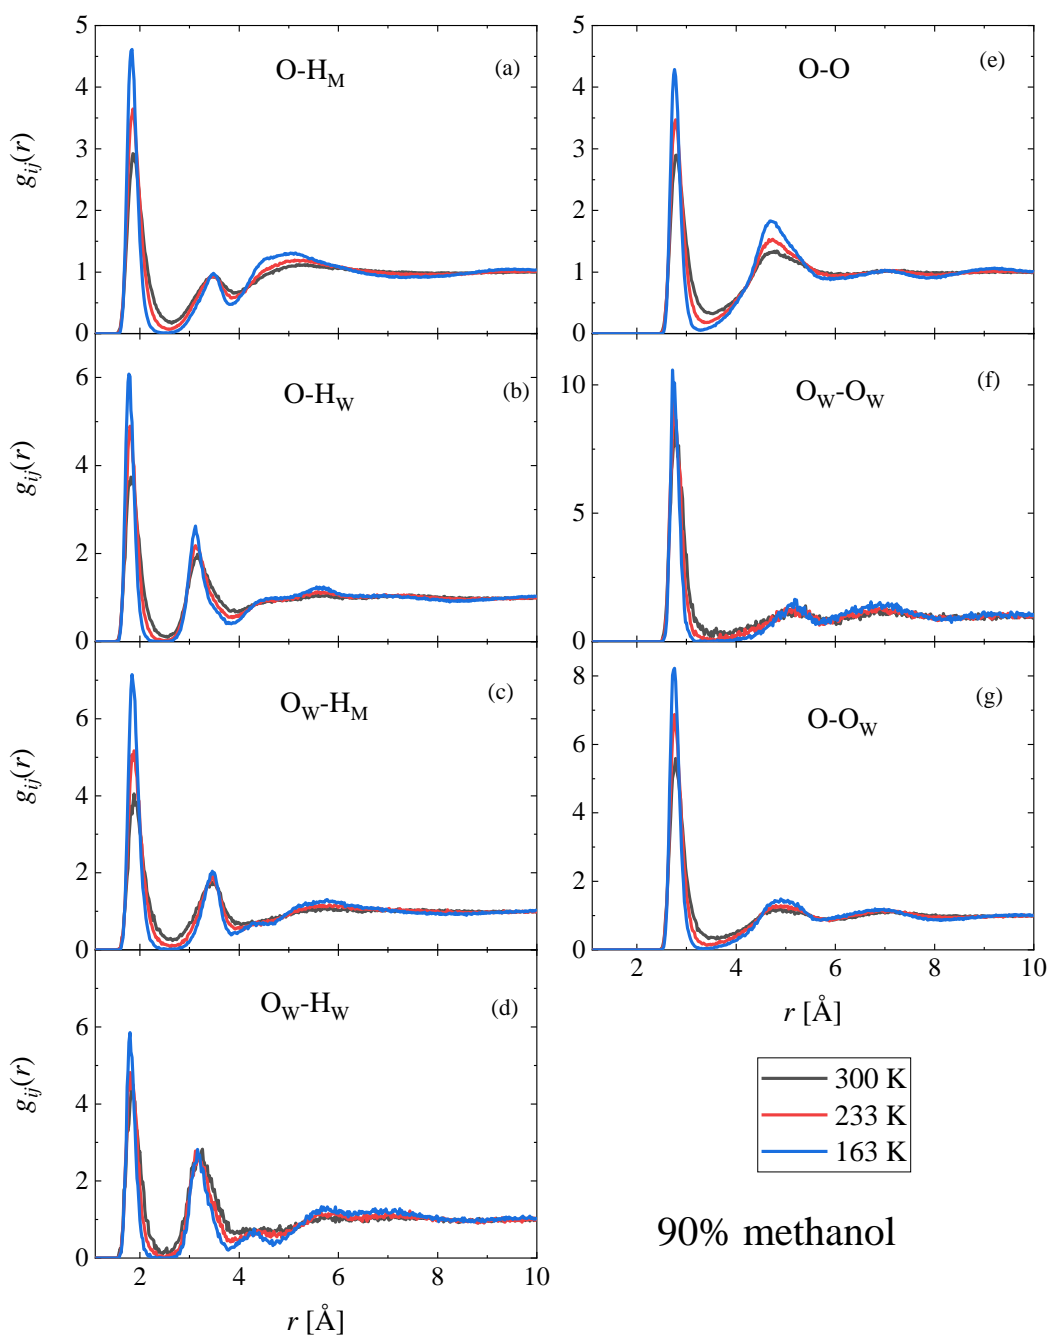 5
4
3
2
1
0
g_ij(r)
O-H_M
(a)
6
4
2
0
g_ij(r)
O-H_W
(b)
6
4
2
0
g_ij(r)
O_W-H_M
(c)
6
4
2
0
g_ij(r)
O_W-H_W
(d)
2 4 6 8 10
r [Å]
5
4
3
2
1
0
O-O
(e)
10
5
0
O_W-O_W
(f)
8
6
4
2
0
O-O_W
(g)
2 4 6 8 10
r [Å]
300 K
233 K
163 K
90% methanol